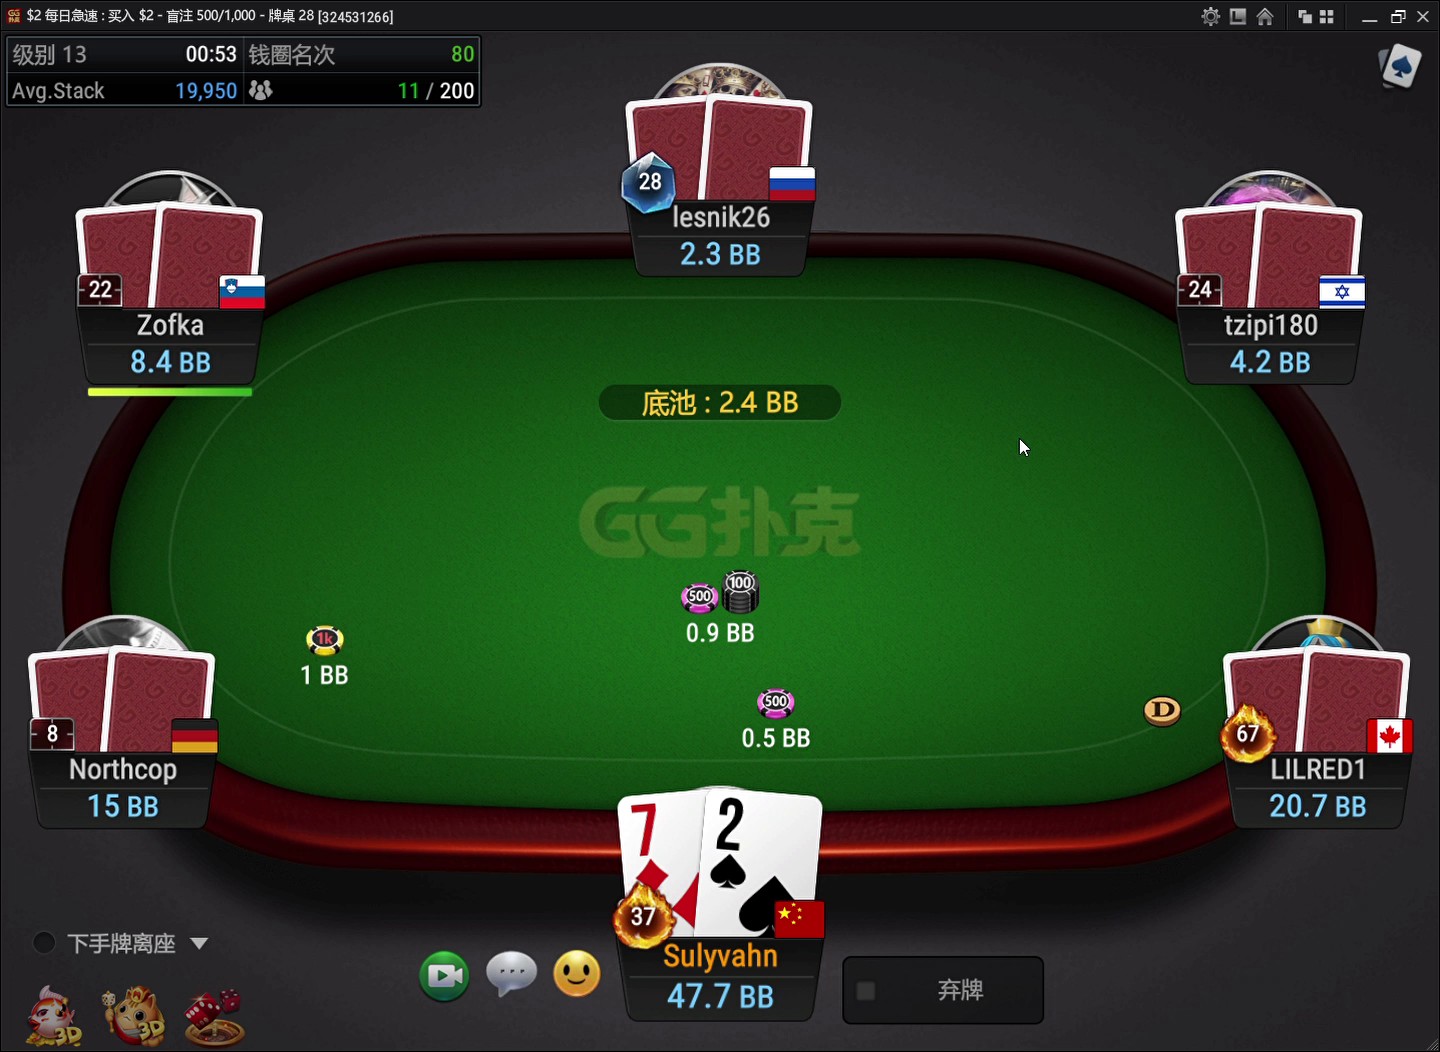 $2 每日急速 : 买入 $2 - 盲注 500/1,000 - 牌桌 28 [324531266]
级别 13 00:53 钱圈名次 80
Avg.Stack 19,950 11 / 200
28
lesnik26
2.3 BB
22
Zofka
8.4 BB
24
tzipi180
4.2 BB
底池 : 2.4 BB
GG扑克
500 100
0.9 BB
1k
1 BB
500
0.5 BB
D
8
Northcop
15 BB
67
LILRED1
20.7 BB
7 2
37
Sulyvahn
47.7 BB
下手牌离座
弃牌
3D
3D